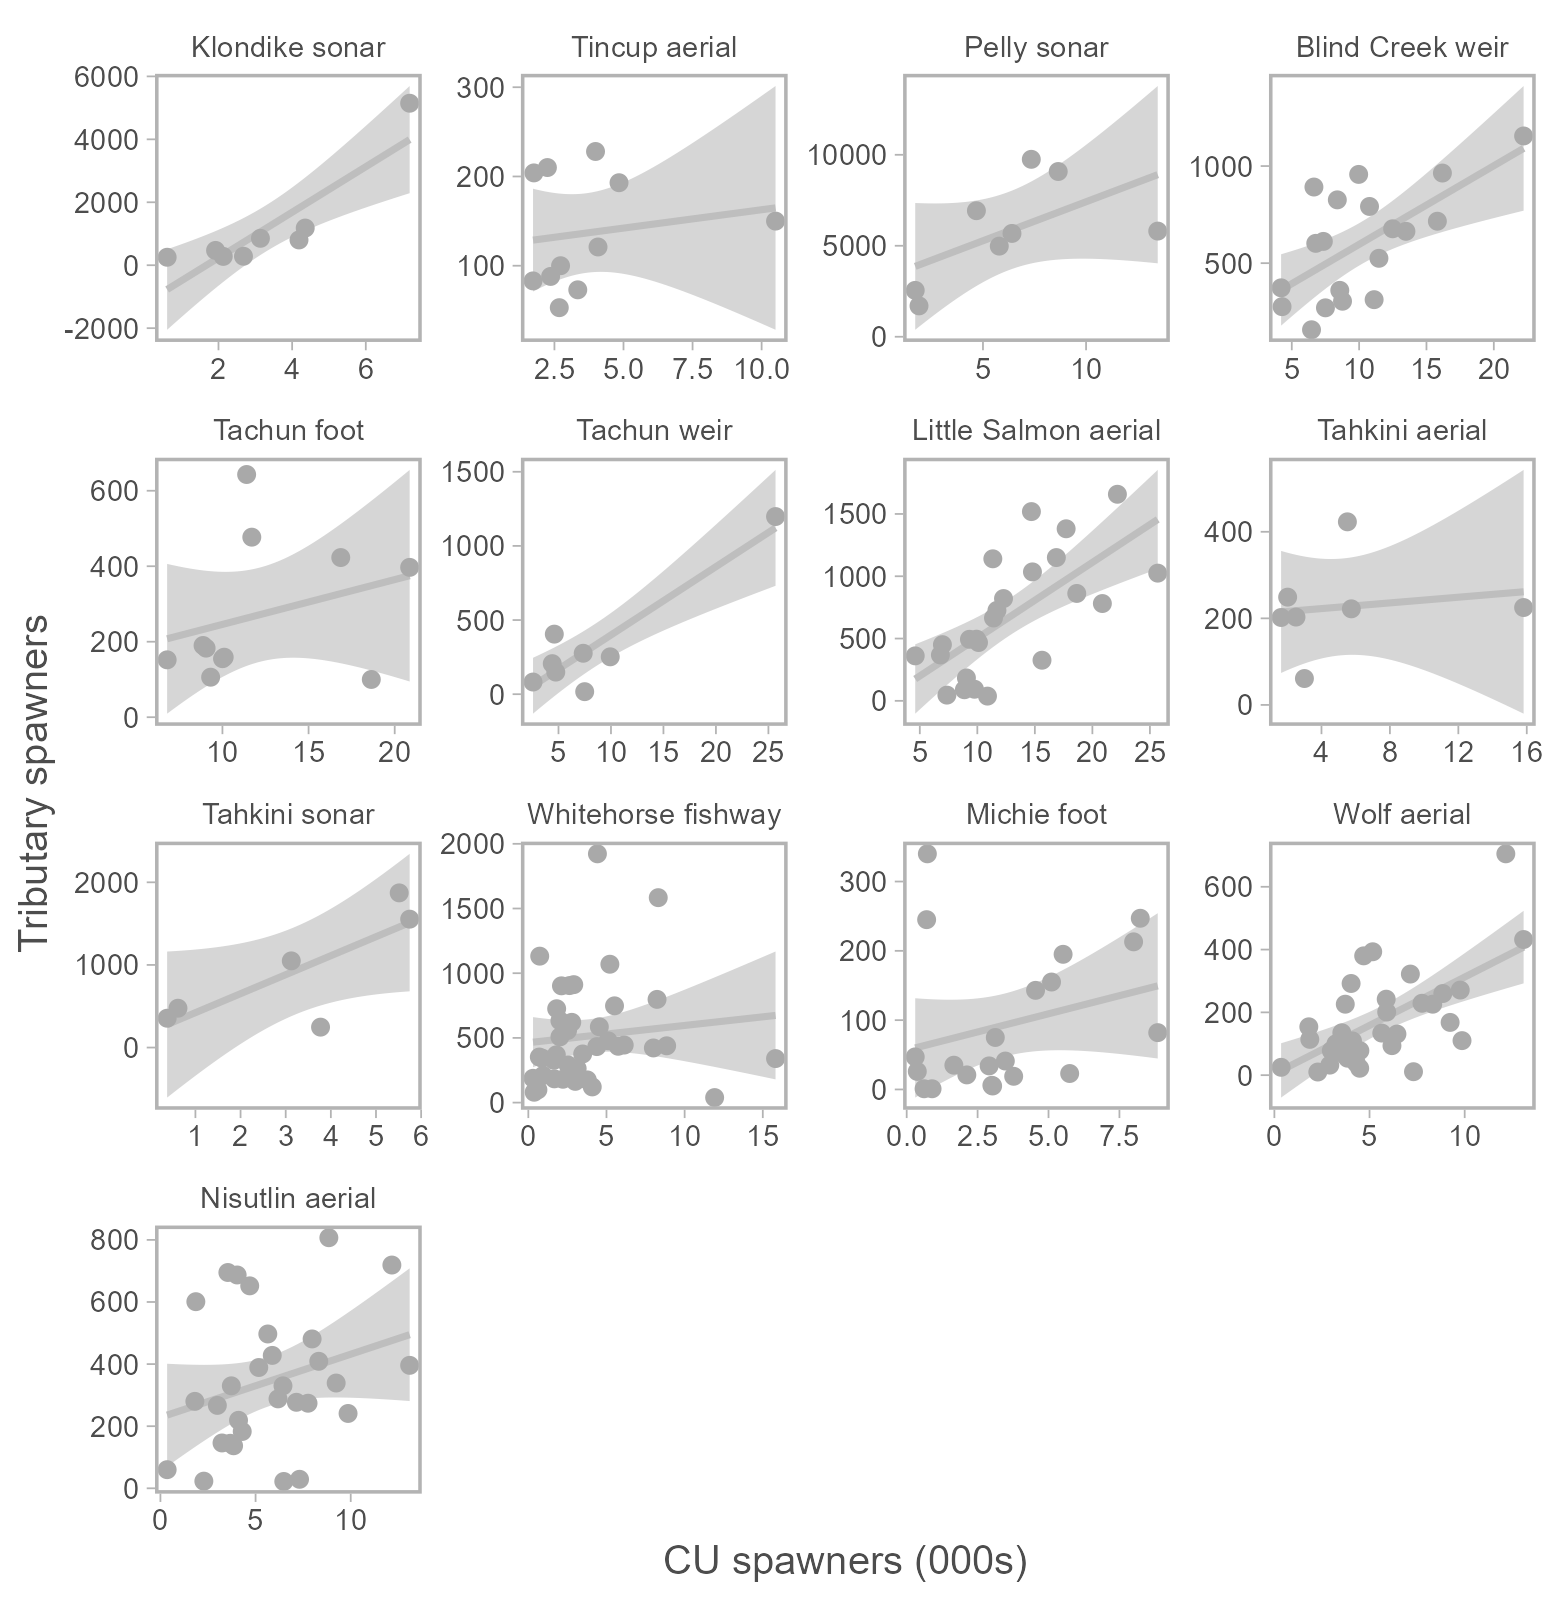 Klondike sonar Tincup aerial Pelly sonar Blind Creek weir
6000 300 10000 1000
4000 200 5000 500
2000 100 0
0
-2000
2 4 6 2.5 5.0 7.5 10.0 5 10 5 10 15 20
Tachun foot Tachun weir Little Salmon aerial Tahkini aerial
600 1500 1500 400
400 1000 1000 200
200 500 500 0
0 0 0
10 15 20 5 10 15 20 25 5 10 15 20 25 4 8 12 16
Tributary spawners
Tahkini sonar Whitehorse fishway Michie foot Wolf aerial
2000 2000 300 600
1000 1500 200 400
0 1000 100 200
500 0 0
0
1 2 3 4 5 6 0 5 10 15 0.0 2.5 5.0 7.5 0 5 10
Nisutlin aerial
800
600
400
200
0
0 5 10
CU spawners (000s)